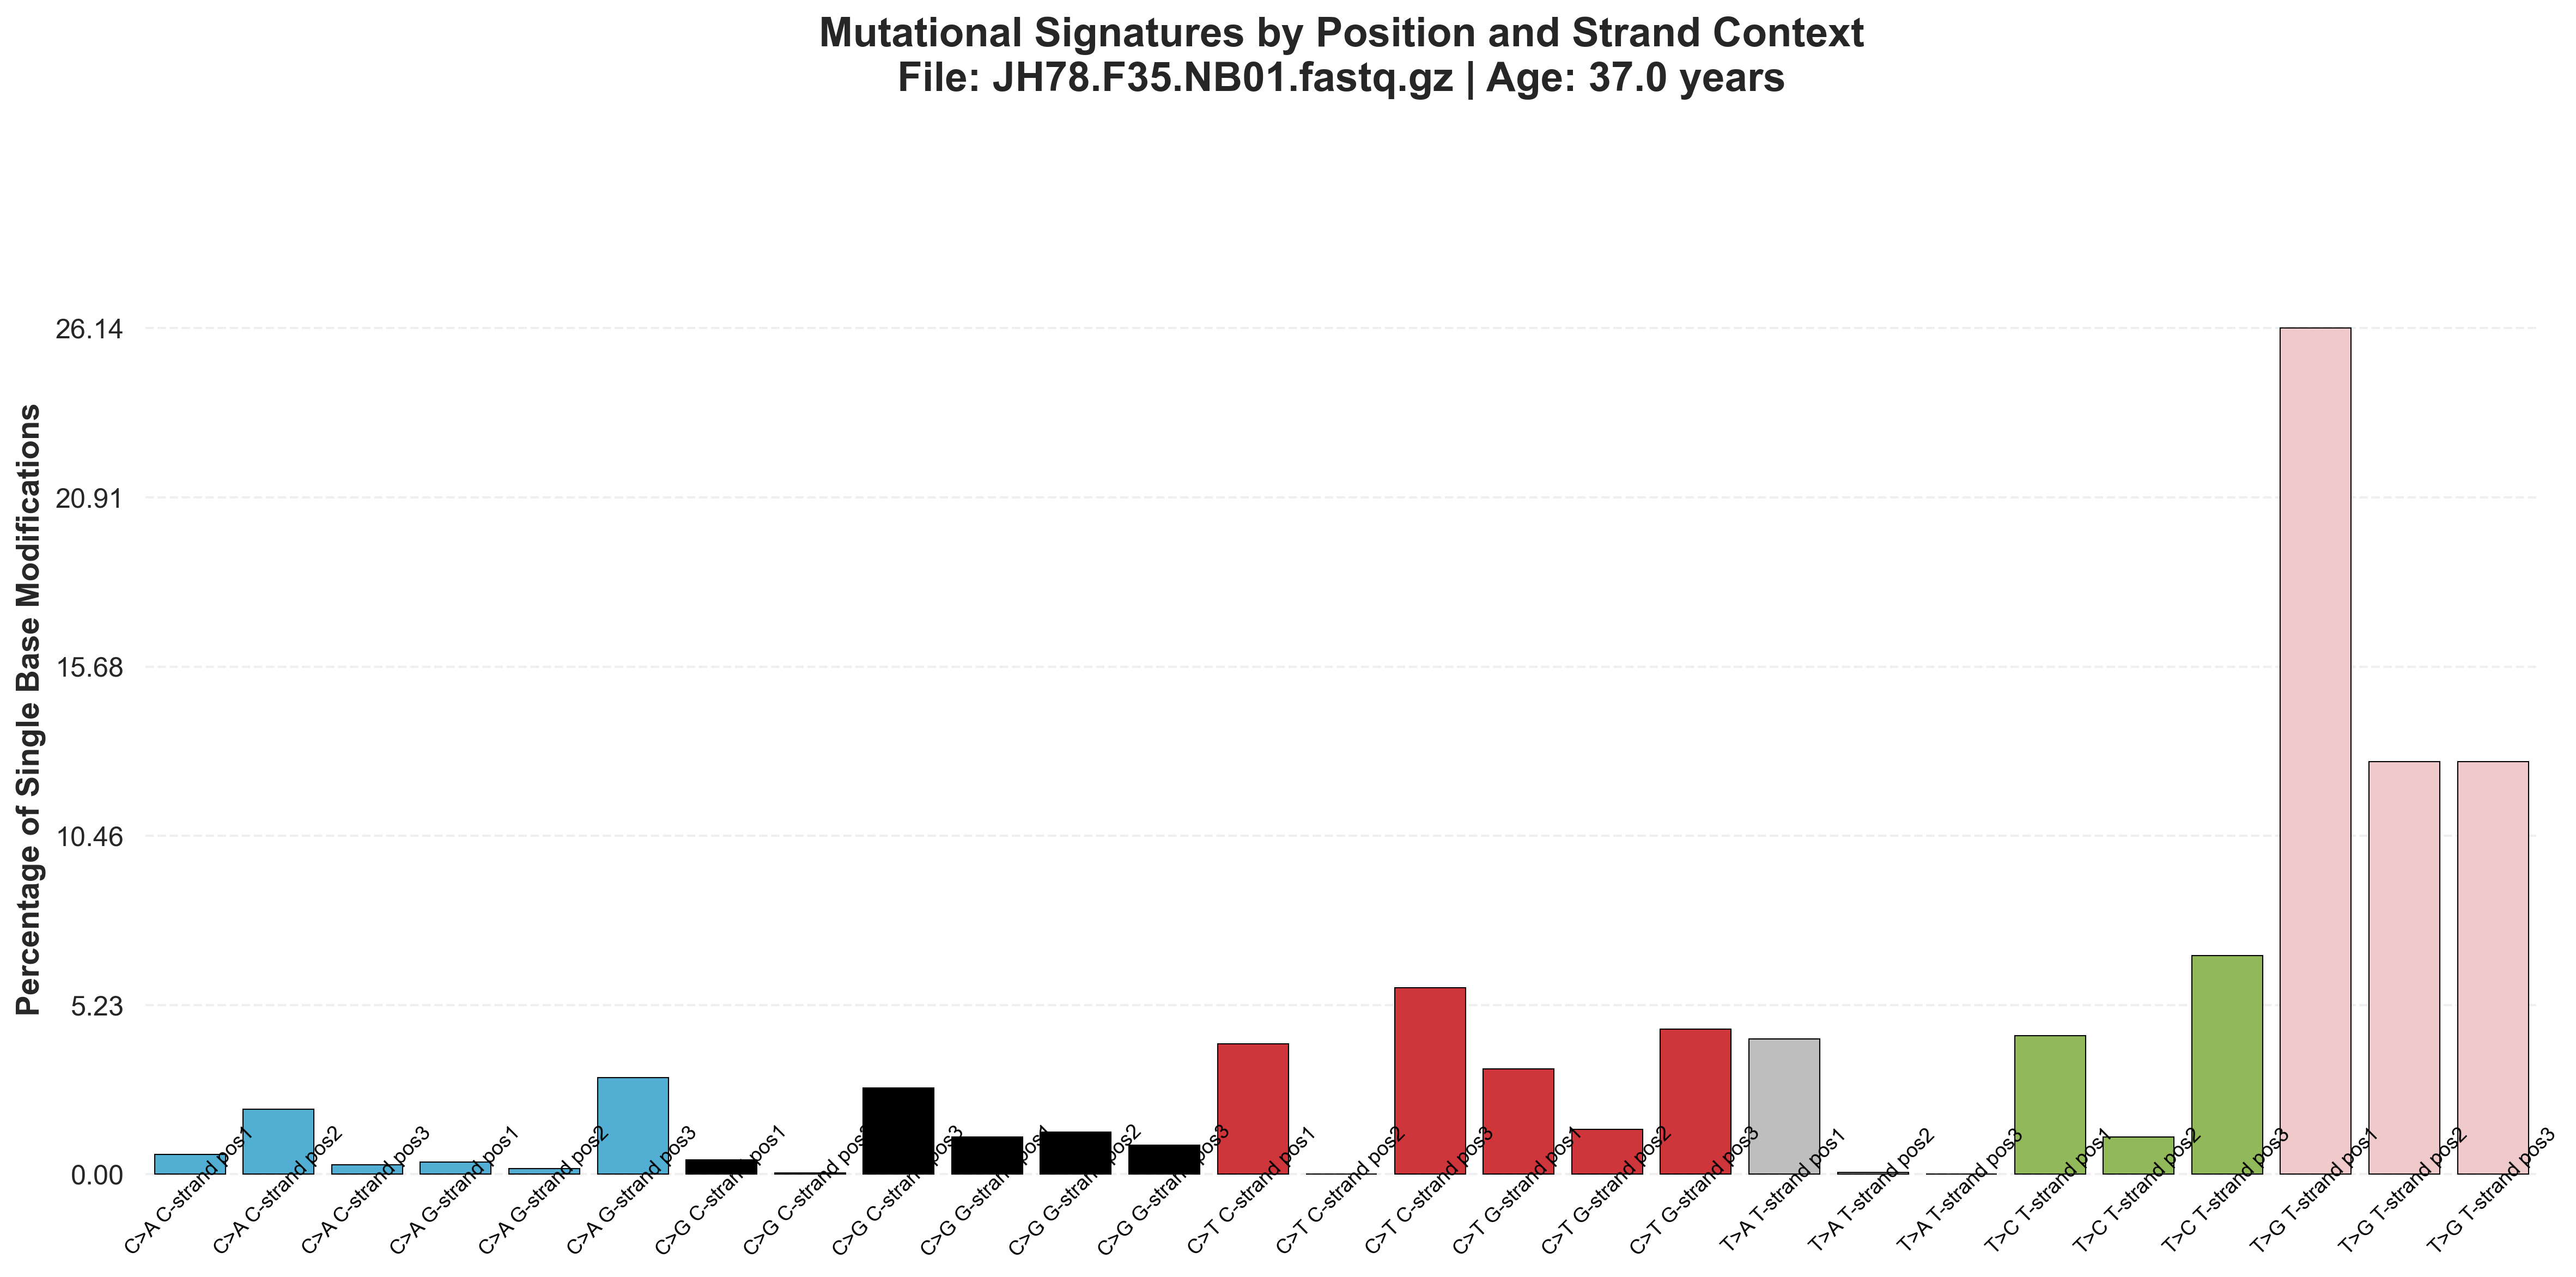 Mutational Signatures by Position and Strand Context
File: JH78.F35.NB01.fastq.gz | Age: 37.0 years
Percentage of Single Base Modifications
26.14
20.91
15.68
10.46
5.23
0.00
C>A C-strand pos1
C>A C-strand pos2
C>A C-strand pos3
C>A G-strand pos1
C>A G-strand pos2
C>A G-strand pos3
C>G C-strand pos1
C>G C-strand pos2
C>G C-strand pos3
C>G G-strand pos1
C>G G-strand pos2
C>G G-strand pos3
C>T C-strand pos1
C>T C-strand pos2
C>T C-strand pos3
C>T G-strand pos1
C>T G-strand pos2
C>T G-strand pos3
T>A T-strand pos1
T>A T-strand pos2
T>A T-strand pos3
T>C T-strand pos1
T>C T-strand pos2
T>C T-strand pos3
T>G T-strand pos1
T>G T-strand pos2
T>G T-strand pos3